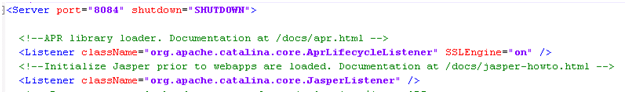 <Server port="8084" shutdown="SHUTDOWN">
<!--APR library loader. Documentation at /docs/apr.html -->
<Listener className="org.apache.catalina.core.AprLifecycleListener" SSLEngine="on" />
<!--Initialize Jasper prior to webapps are loaded. Documentation at /docs/jasper-howto.html -->
<Listener className="org.apache.catalina.core.JasperListener" />